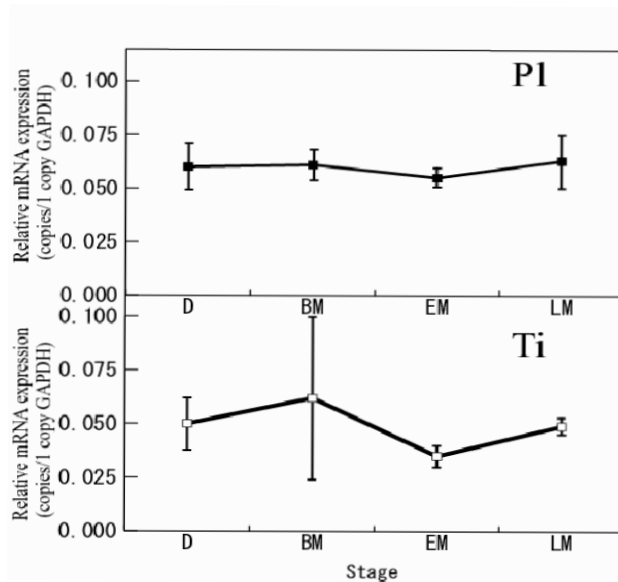 Relative mRNA expression
(copies/1 copy GAPDH)
0. 100
0. 075
0. 050
0. 025
0. 000
Pl
D BM EM LM
Relative mRNA expression
(copies/1 copy GAPDH)
0. 100
0. 075
0. 050
0. 025
0. 000
Ti
D BM EM LM
Stage